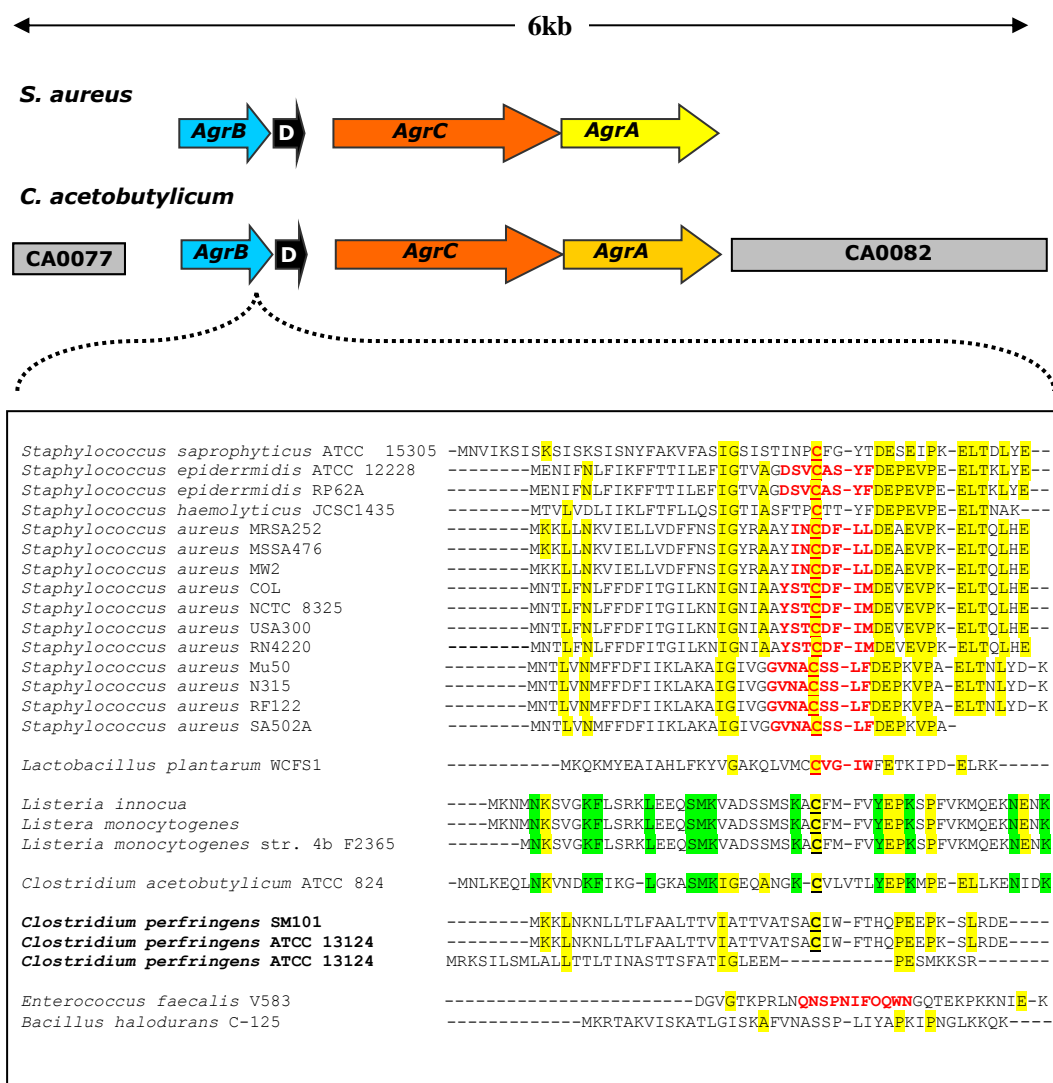 6kb
S. aureus
AgrB D AgrC AgrA
C. acetobutylicum
CA0077 AgrB D AgrC AgrA CA0082
Staphylococcus saprophyticus ATCC 15305 -MNVIKSISKSISKSISNYFAKVFASIGSISTINPCFG-YTDESEIPK-ELTDLYE--
Staphylococcus epiderrmidis ATCC 12228 ------MENIFNLFIKFFTTILEFIGTVAGDSVCAS-YFDEPEVPE-ELTKLYE--
Staphylococcus epiderrmidis RP62A ------MENIFNLFIKFFTTILEFIGTVAGDSVCAS-YFDEPEVPE-ELTKLYE--
Staphylococcus haemolyticus JCSC1435 ------MTVLVDLIIKLFTFLLQSIGTIASFTPCTT-YFDEPEVPE-ELTNAK---
Staphylococcus aureus MRSA252 ------MKKLLNKVIELLVDFFNSIGYRAAYINCDF-LLDEAEVPK-ELTQLHE
Staphylococcus aureus MSSA476 ------MKKLLNKVIELLVDFFNSIGYRAAYINCDF-LLDEAEVPK-ELTQLHE
Staphylococcus aureus MW2 ------MKKLLNKVIELLVDFFNSIGYRAAYINCDF-LLDEAEVPK-ELTQLHE
Staphylococcus aureus COL ------MNTLFNLFFDFITGILKNIGNIAAYSTCDF-IMDEVEVPK-ELTQLHE--
Staphylococcus aureus NCTC 8325 ------MNTLFNLFFDFITGILKNIGNIAAYSTCDF-IMDEVEVPK-ELTQLHE--
Staphylococcus aureus USA300 ------MNTLFNLFFDFITGILKNIGNIAAYSTCDF-IMDEVEVPK-ELTQLHE--
Staphylococcus aureus RN4220 -------MNTLFNLFFDFITGILKNIGNIAAYSTCDF-IMDEVEVPK-ELTQLHE--
Staphylococcus aureus Mu50 --------MNTLVNMFFDFIIKLAKAIGIVGGVNACSS-LFDEPKVPA-ELTNLYD-K
Staphylococcus aureus N315 --------MNTLVNMFFDFIIKLAKAIGIVGGVNACSS-LFDEPKVPA-ELTNLYD-K
Staphylococcus aureus RF122 --------MNTLVNMFFDFIIKLAKAIGIVGGVNACSS-LFDEPKVPA-ELTNLYD-K
Staphylococcus aureus SA502A ------MNTLVNMFFDFIIKLAKAIGIVGGVNACSS-LFDEPKVPA-
Lactobacillus plantarum WCFS1 -----------MKQKMYEAIAHLFKYVGAKQLVMCCVG-IWFETKIPD-ELRK-----
Listeria innocua ----MKNMNKSVGKFLSRKLEEQSMKVADSSMSKACFM-FVYEPKSPFVKMQEKNENK
Listera monocytogenes ----MKNMNKSVGKFLSRKLEEQSMKVADSSMSKACFM-FVYEPKSPFVKMQEKNENK
Listeria monocytogenes str. 4b F2365 -------MNKSVGKFLSRKLEEQSMKVADSSMSKACFM-FVYEPKSPFVKMQEKNENK
Clostridium acetobutylicum ATCC 824 -MNLKEQLNKVNDKFIKG-LGKASMKIGEQANGK-CVLVTLYEPKMPE-ELLKENIDK
Clostridium perfringens SM101 -------MKKLNKNLLTLFAALTTVIATTVATSACIW-FTHQPEEPK-SLRDE----
Clostridium perfringens ATCC 13124 -------MKKLNKNLLTLFAALTTVIATTVATSACIW-FTHQPEEPK-SLRDE----
Clostridium perfringens ATCC 13124 MRKSILSMLALLTTLTINASTTSFATIGLEEM-----------PESMKKSR------
Enterococcus faecalis V583 -----------------------DGVGTKPRLNQNSPNIFOQWNGQTEKPKKNIE-K
Bacillus halodurans C-125 -------------MKRTAKVISKATLGISKAFVNASSP-LIYAPKIPNGLKKQK----